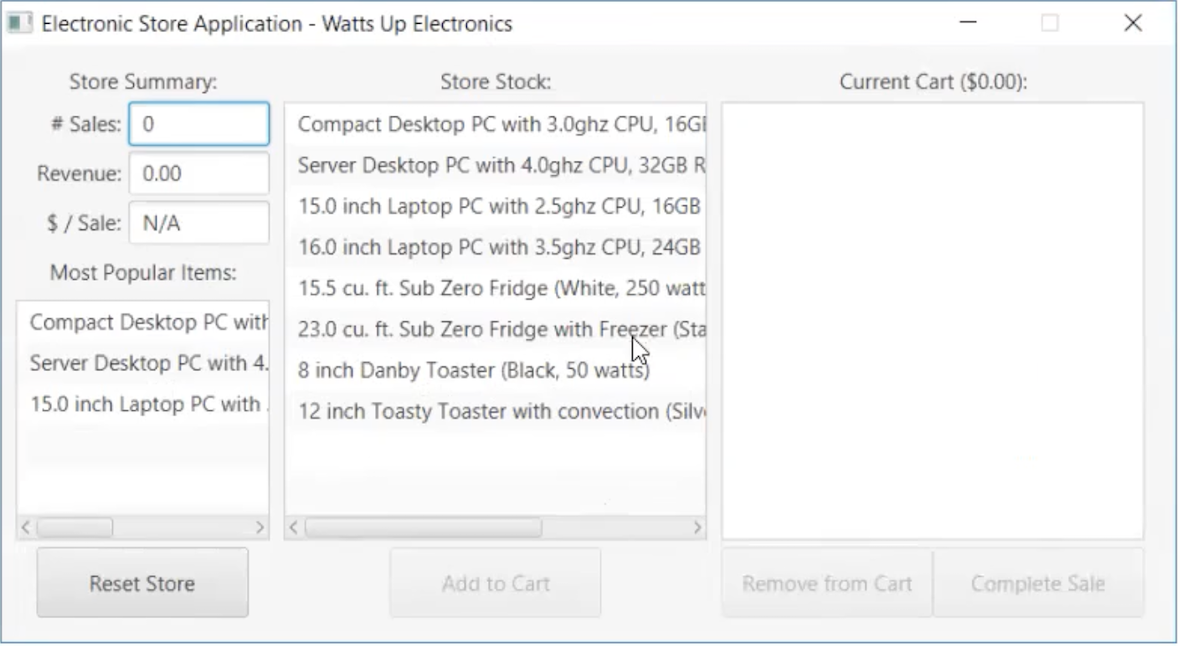 Electronic Store Application - Watts Up Electronics
Store Summary:
# Sales: 0
Revenue: 0.00
$ / Sale: N/A
Most Popular Items:
Compact Desktop PC with
Server Desktop PC with 4.
15.0 inch Laptop PC with
Reset Store
Store Stock:
Compact Desktop PC with 3.0ghz CPU, 16GB
Server Desktop PC with 4.0ghz CPU, 32GB R
15.0 inch Laptop PC with 2.5ghz CPU, 16GB
16.0 inch Laptop PC with 3.5ghz CPU, 24GB
15.5 cu. ft. Sub Zero Fridge (White, 250 watt
23.0 cu. ft. Sub Zero Fridge with Freezer (Sta
8 inch Danby Toaster (Black, 50 watts)
12 inch Toasty Toaster with convection (Silv
Add to Cart
Current Cart ($0.00):
Remove from Cart
Complete Sale